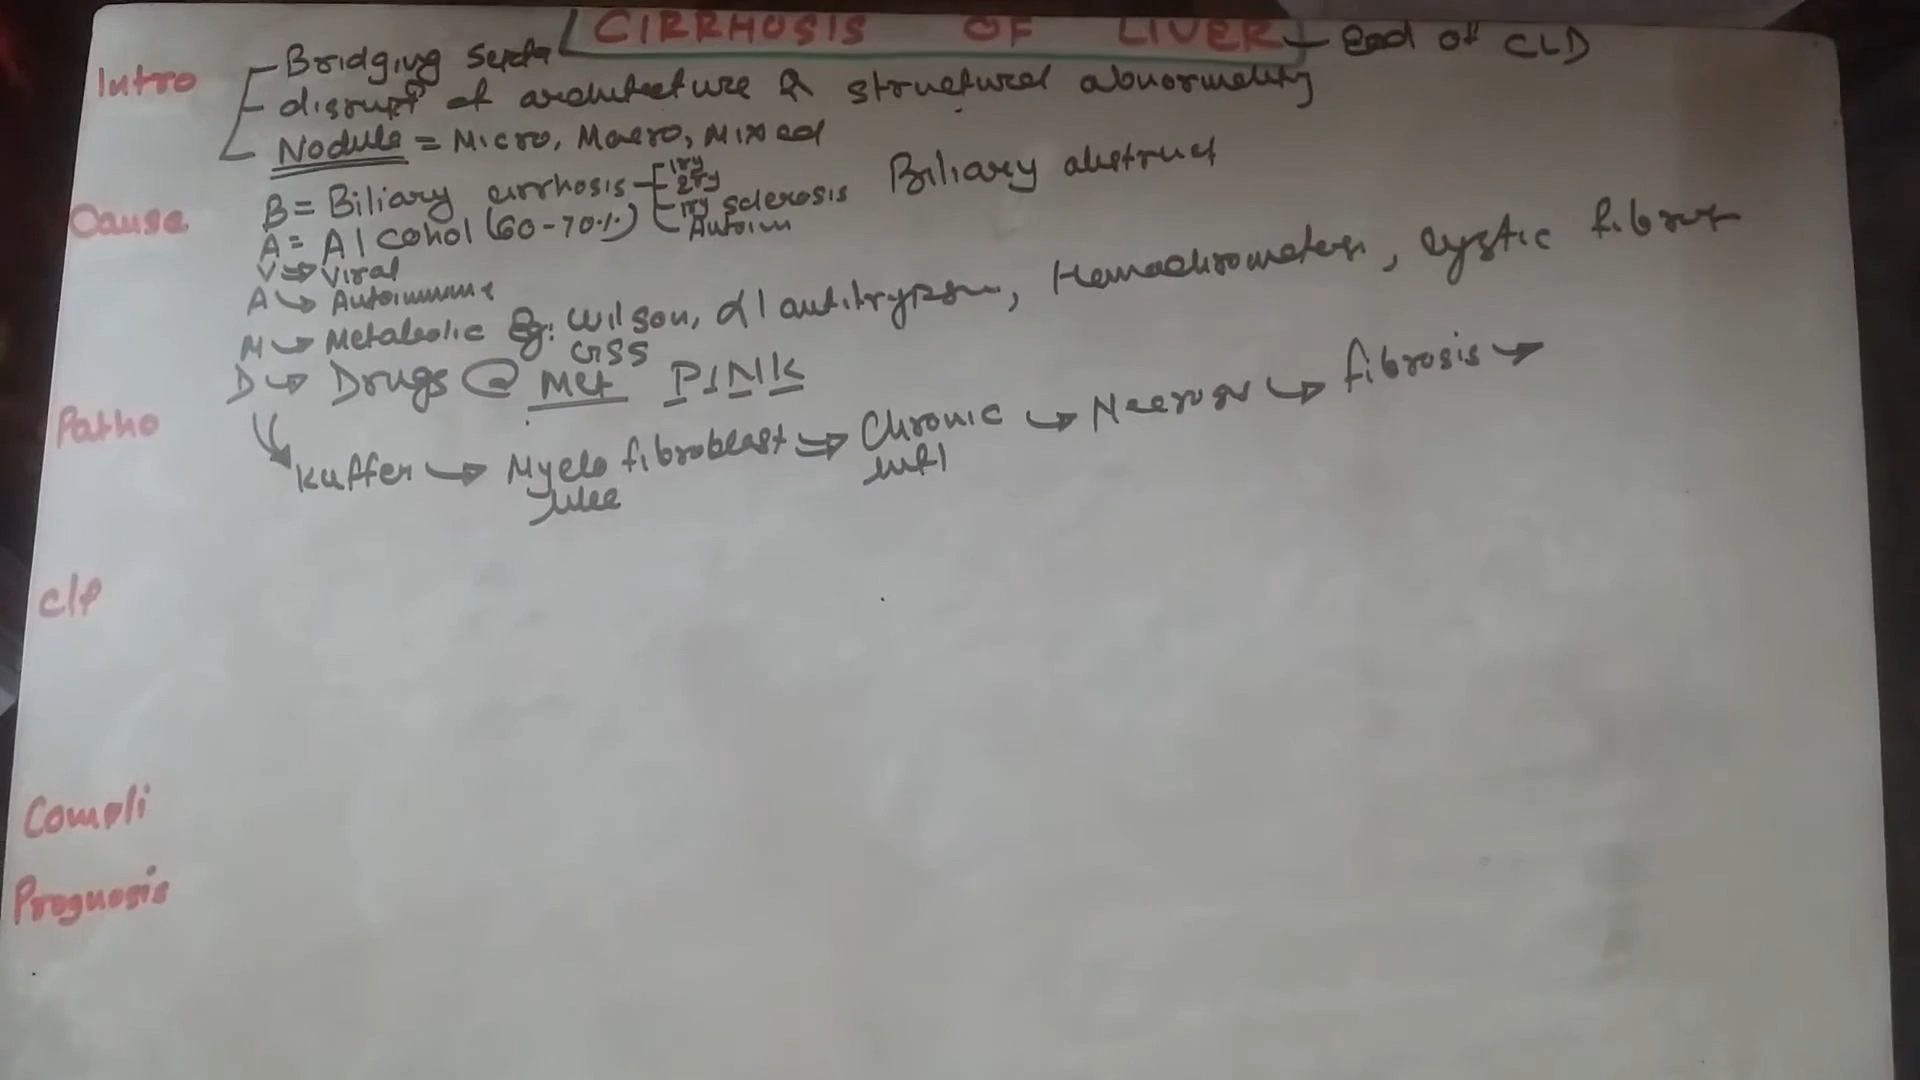 CIRRHOSIS OF LIVER - End of CLD
Intro
Bridging Septa
disrupt of architecture & structural abnormality
Nodule = Micro, Macro, Mixed
Cause
B = Biliary cirrhosis 1ry 2ry 1ry sclerosis Autoim Biliary abstruct
A = Alcohol (60-70%)
V => Viral
A -> Autoimmune
M -> Metabolic Eg: Wilson, α1 antitrypsin, Hemachromatosis, cystic fibrosis
GSS
D -> Drugs @ Met PINK
Patho
Kuffer -> Myelo fibroblast => Chronic infl -> Necrosis -> fibrosis ->
c/f
Compli
Prognosis